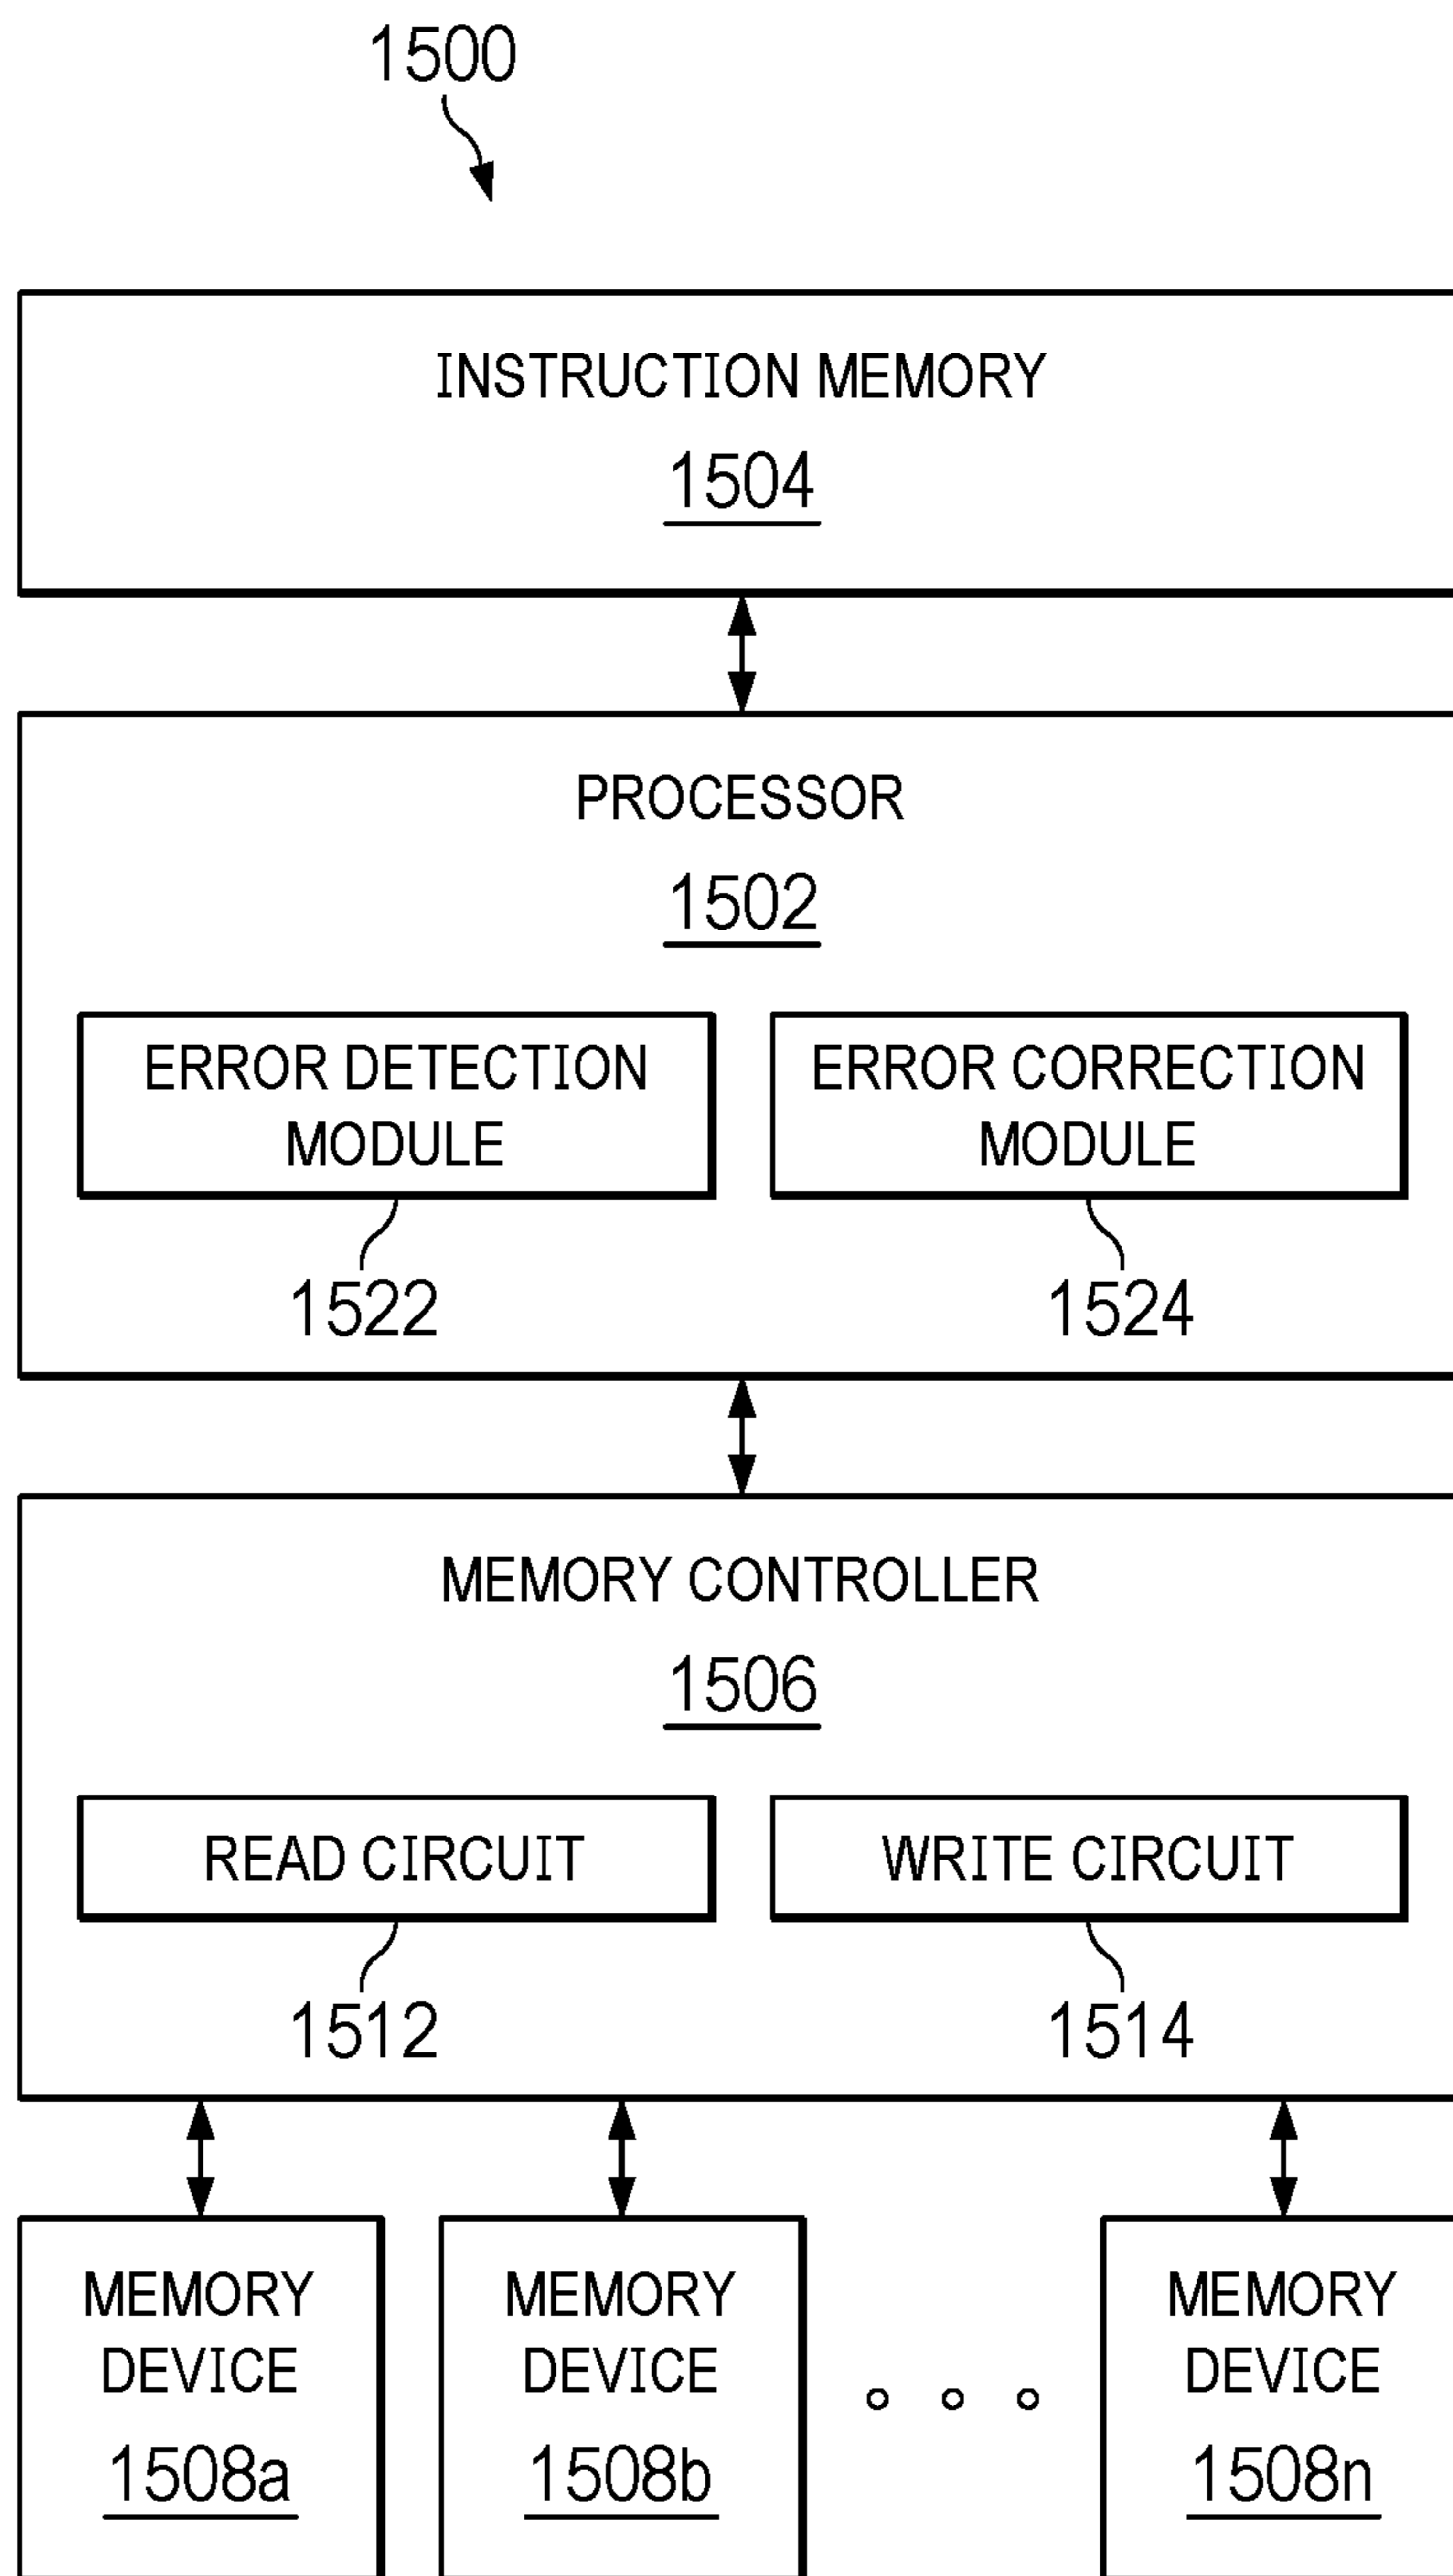 1500
INSTRUCTION MEMORY
1504
PROCESSOR
1502
ERROR DETECTION
MODULE
ERROR CORRECTION
MODULE
1522
1524
MEMORY CONTROLLER
1506
READ CIRCUIT
WRITE CIRCUIT
1512
1514
MEMORY
DEVICE
1508a
MEMORY
DEVICE
1508b
MEMORY
DEVICE
1508n